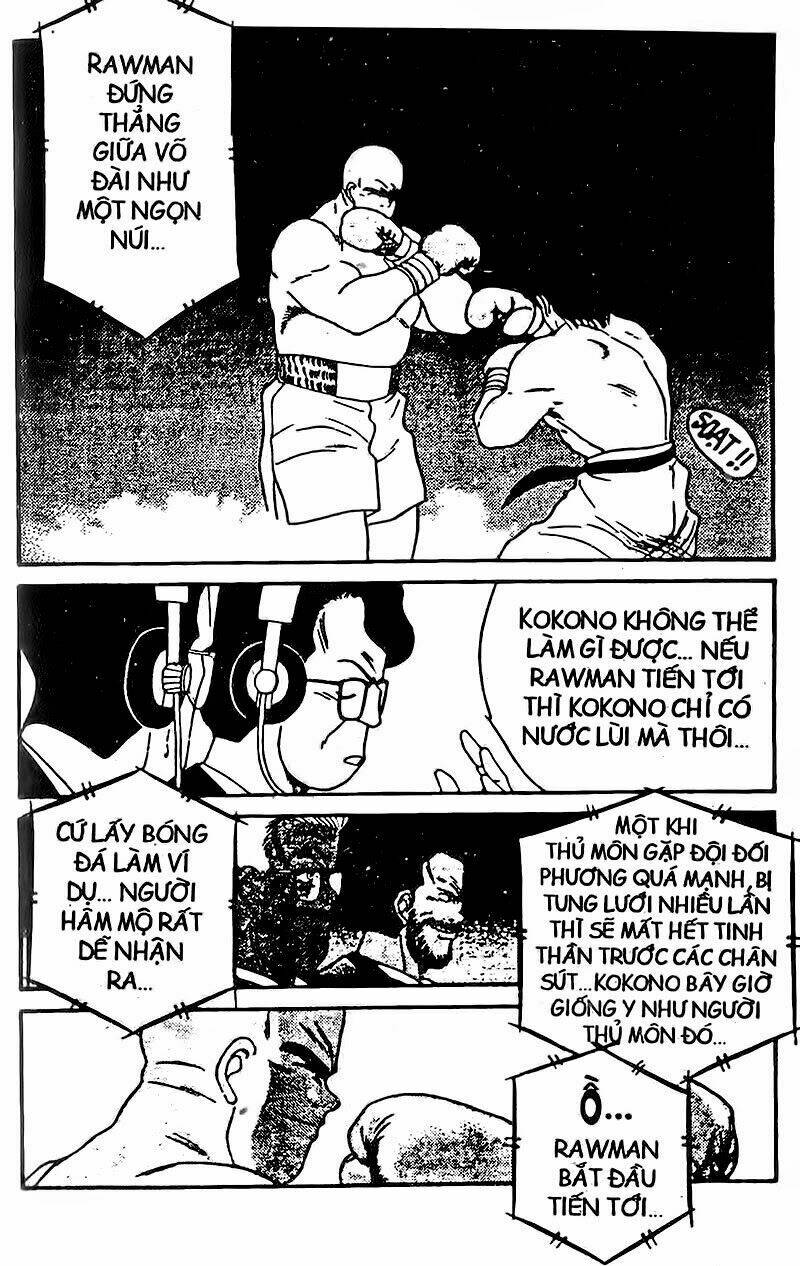 RAWMAN
ĐỨNG
THẲNG
GIỮA VÕ
ĐÀI NHƯ
MỘT NGỌN
NÚI...
SOẠT!!
KOKONO KHÔNG THỂ
LÀM GÌ ĐƯỢC... NẾU
RAWMAN TIẾN TỚI
THÌ KOKONO CHỈ CÓ
NƯỚC LÙI MÀ THÔI...
CỨ LẤY BÓNG
ĐÁ LÀM VÍ
DỤ... NGƯỜI
HÂM MỘ RẤT
DỄ NHẬN
RA...
MỘT KHI
THỦ MÔN GẶP ĐỘI ĐỐI
PHƯƠNG QUÁ MẠNH, BỊ
TUNG LƯỚI NHIỀU LẦN
THÌ SẼ MẤT HẾT TINH
THẦN TRƯỚC CÁC CHÂN
SÚT...KOKONO BÂY GIỜ
GIỐNG Y NHƯ NGƯỜI
THỦ MÔN ĐÓ...
Ồ...
RAWMAN
BẮT ĐẦU
TIẾN TỚI...